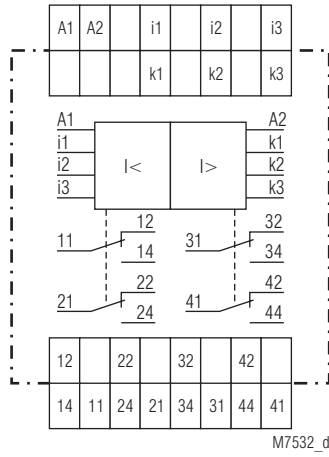 A1 A2 i1 i2 i3
k1 k2 k3
A1 A2
i1 k1
i2 I< I> k2
i3 k3
12 32
11 14 31 34
22 42
21 24 41 44
12 22 32 42
14 11 24 21 34 31 44 41
M7532_d